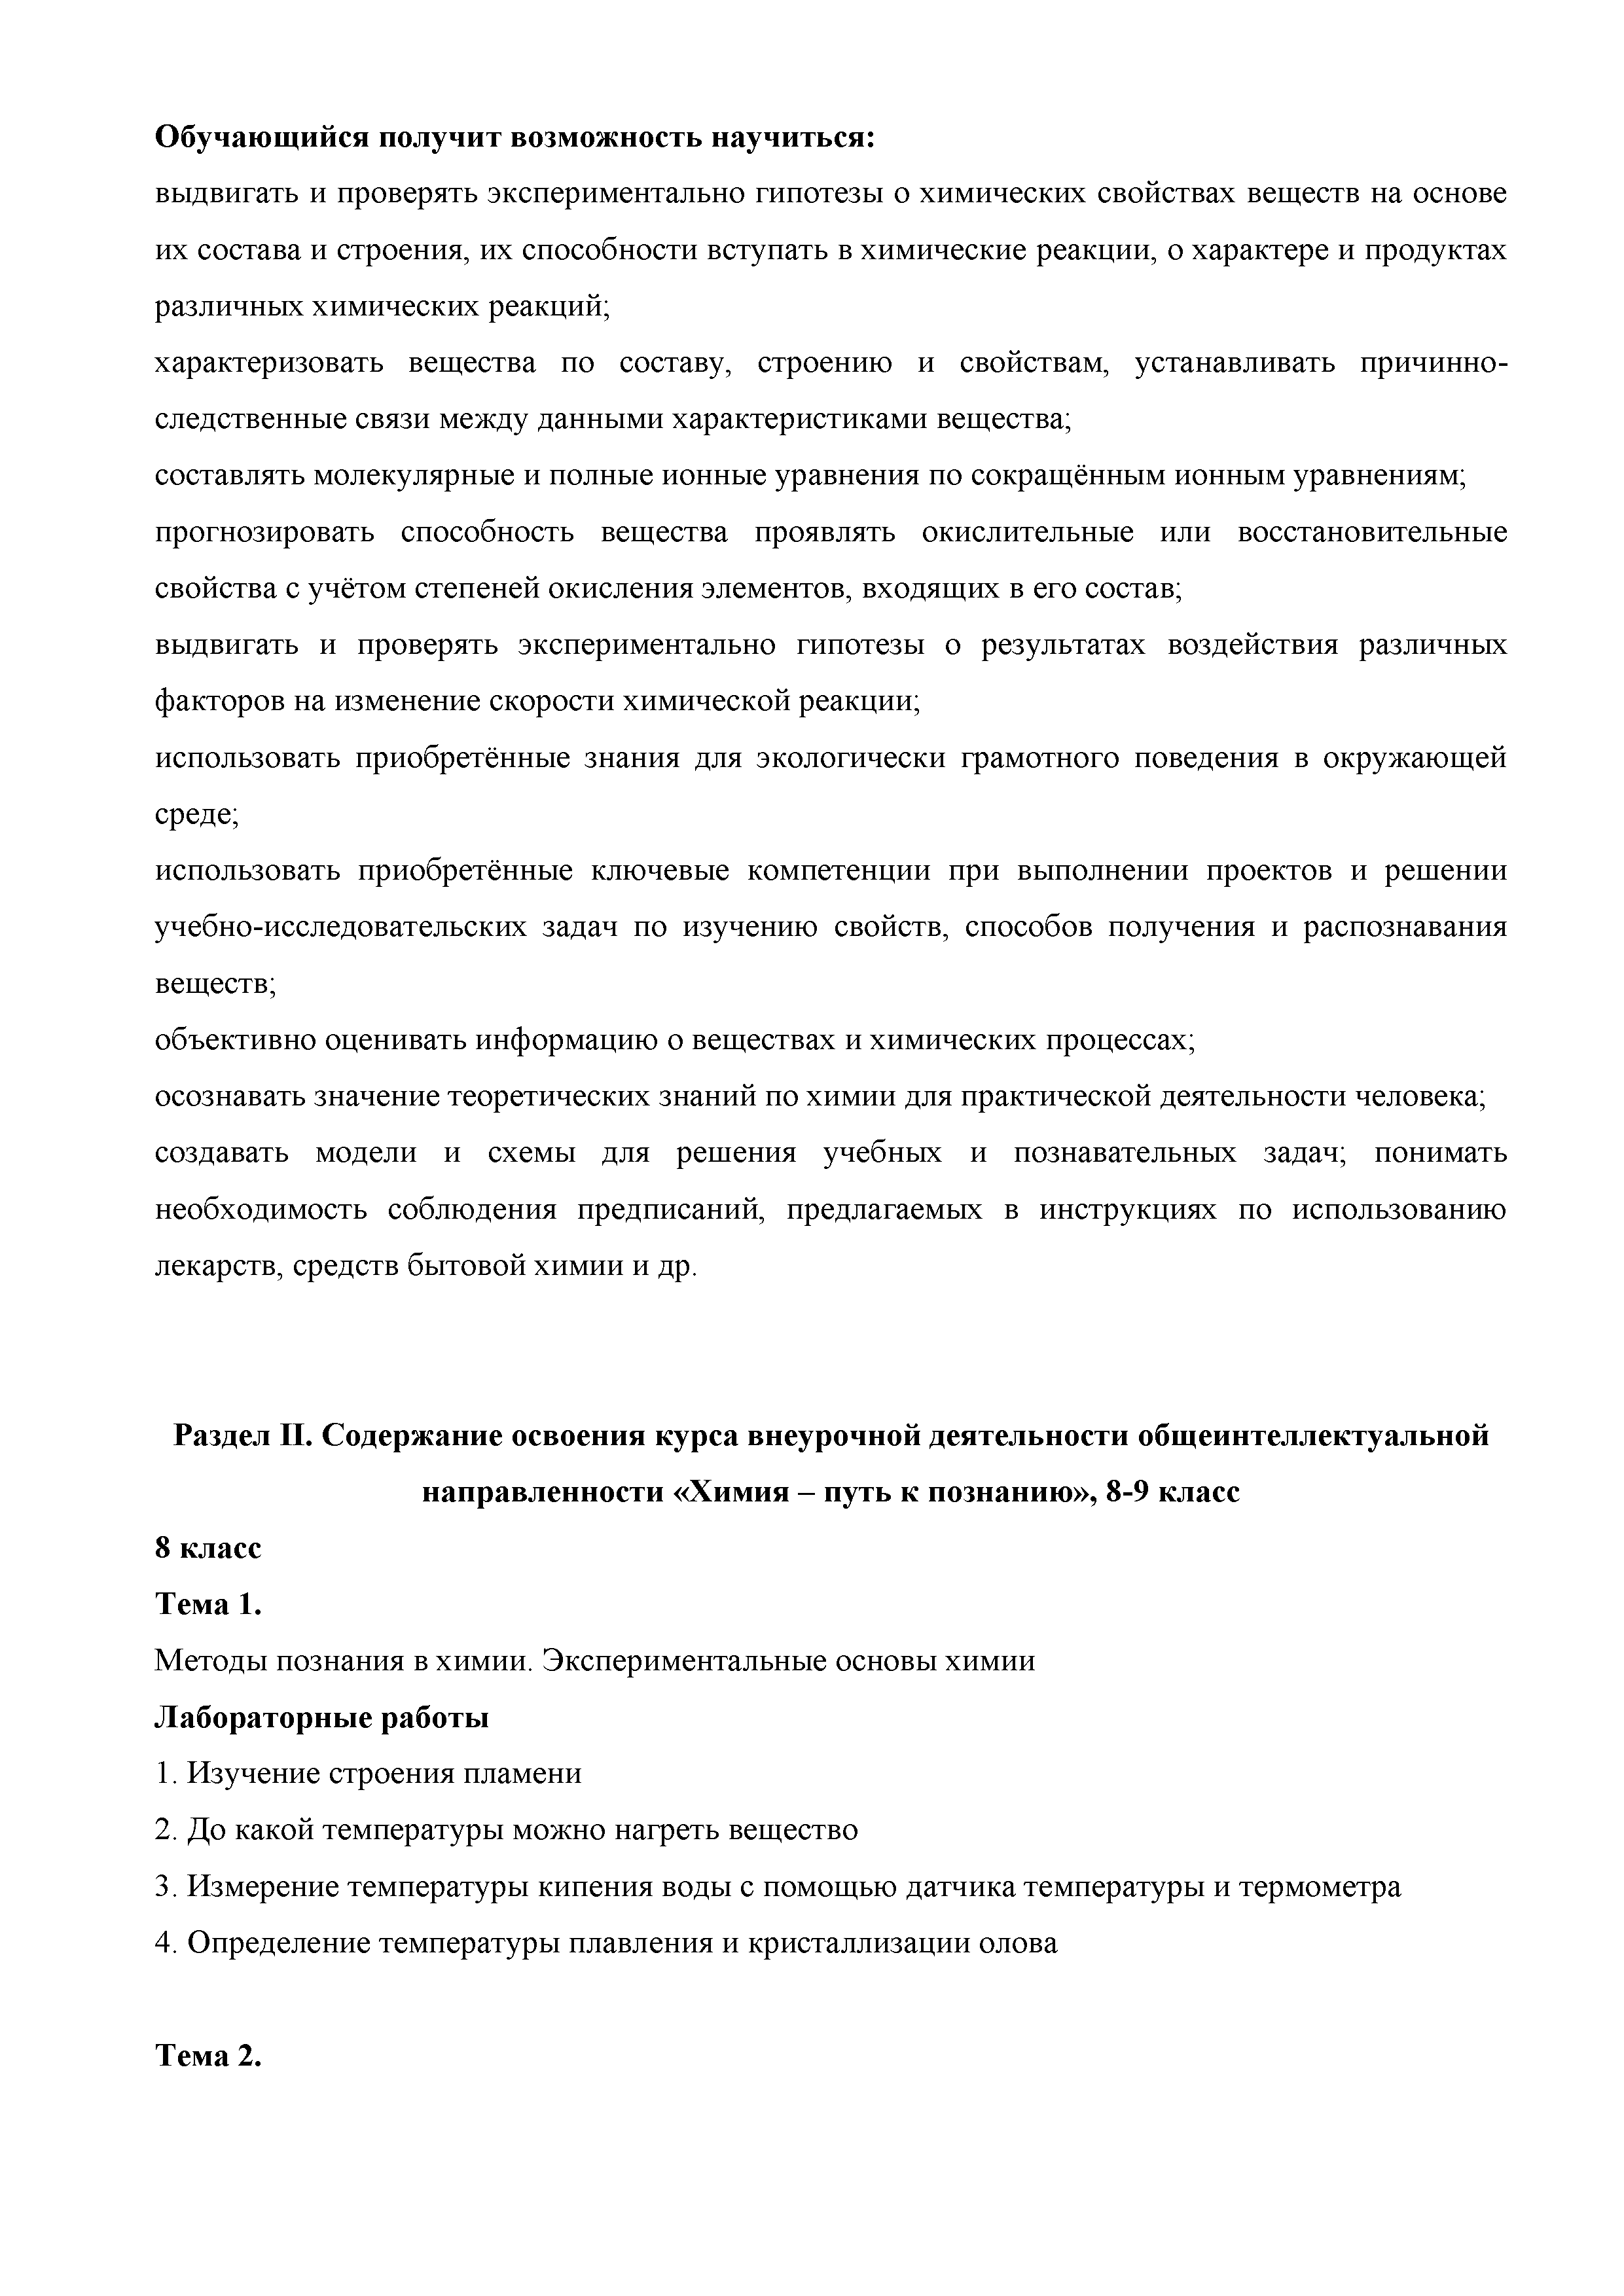 Обучающийся получит возможность научиться:
выдвигать и проверять экспериментально гипотезы о химических свойствах веществ на основе
их состава и строения, их способности вступать в химические реакции, о характере и продуктах
различных химических реакций;
характеризовать вещества по составу, строению и свойствам, устанавливать причинно-
следственные связи между данными характеристиками вещества;
составлять молекулярные и полные ионные уравнения по сокращённым ионным уравнениям;
прогнозировать способность вещества проявлять окислительные или восстановительные
свойства с учётом степеней окисления элементов, входящих в его состав;
выдвигать и проверять экспериментально гипотезы о результатах воздействия различных
факторов на изменение скорости химической реакции;
использовать приобретённые знания для экологически грамотного поведения в окружающей
среде;
использовать приобретённые ключевые компетенции при выполнении проектов и решении
учебно-исследовательских задач по изучению свойств, способов получения и распознавания
веществ;
объективно оценивать информацию о веществах и химических процессах;
осознавать значение теоретических знаний по химии для практической деятельности человека;
создавать модели и схемы для решения учебных и познавательных задач; понимать
необходимость соблюдения предписаний, предлагаемых в инструкциях по использованию
лекарств, средств бытовой химии и др.
Раздел II. Содержание освоения курса внеурочной деятельности общеинтеллектуальной
направленности «Химия – путь к познанию», 8-9 класс
8 класс
Тема 1.
Методы познания в химии. Экспериментальные основы химии
Лабораторные работы
1. Изучение строения пламени
2. До какой температуры можно нагреть вещество
3. Измерение температуры кипения воды с помощью датчика температуры и термометра
4. Определение температуры плавления и кристаллизации олова
Тема 2.